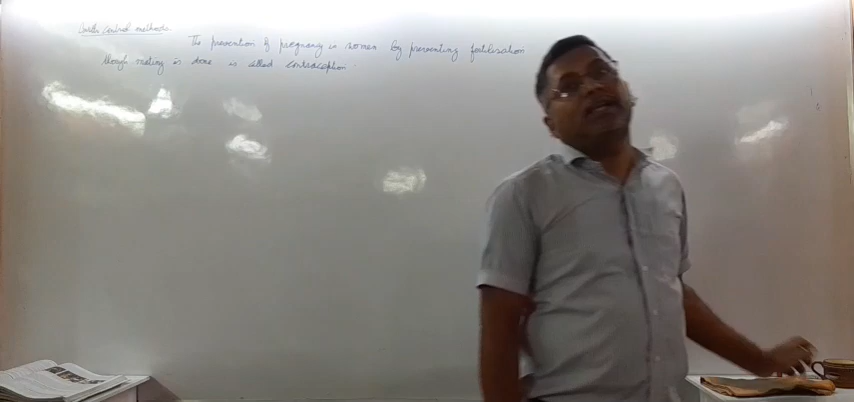 Birth Control methods
The prevention of pregnancy in women by preventing fertilisation
though mating is done is called contraception.